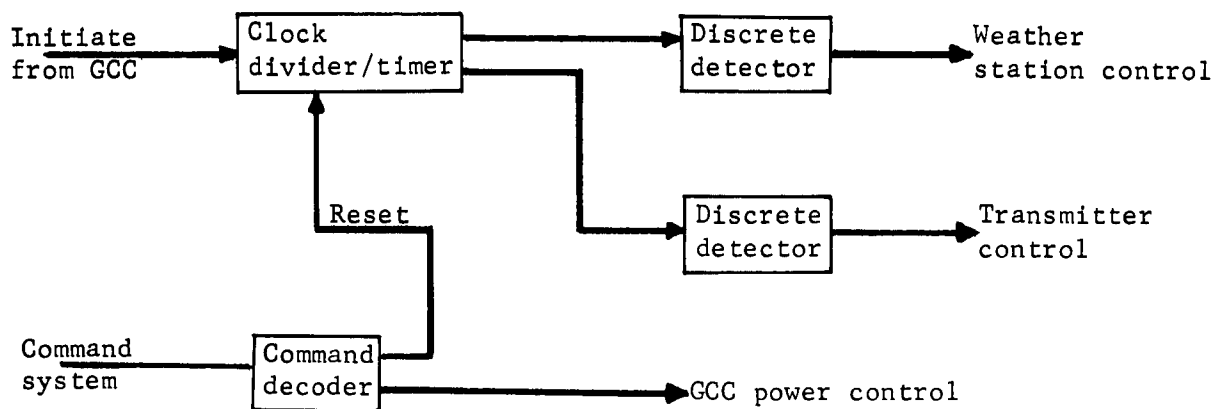 Initiate
from GCC
Clock
divider/timer
Discrete
detector
Weather
station control
Reset
Discrete
detector
Transmitter
control
Command
system
Command
decoder
GCC power control